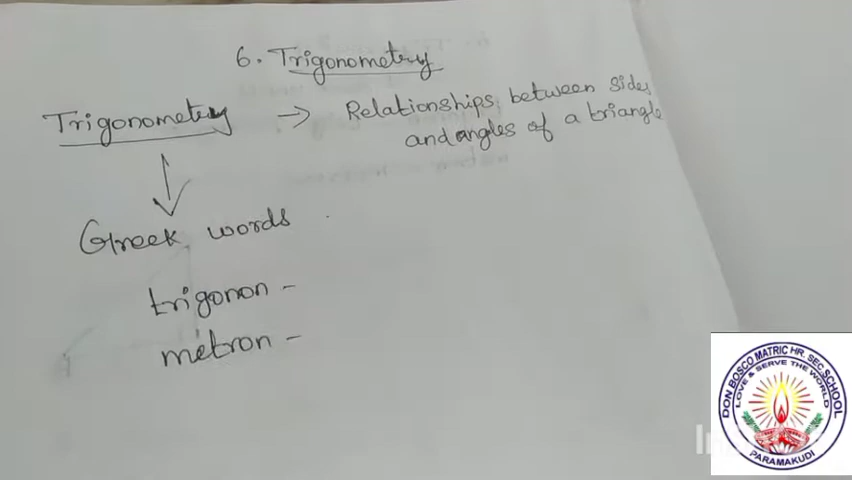 6. Trigonometry
Trigonometry → Relationships between sides
and angles of a triangle
Greek words
trigonon -
metron -
DON BOSCO MATRIC HR. SEC. SCHOOL
LOVE & SERVE THE WORLD
PARAMAKUDI